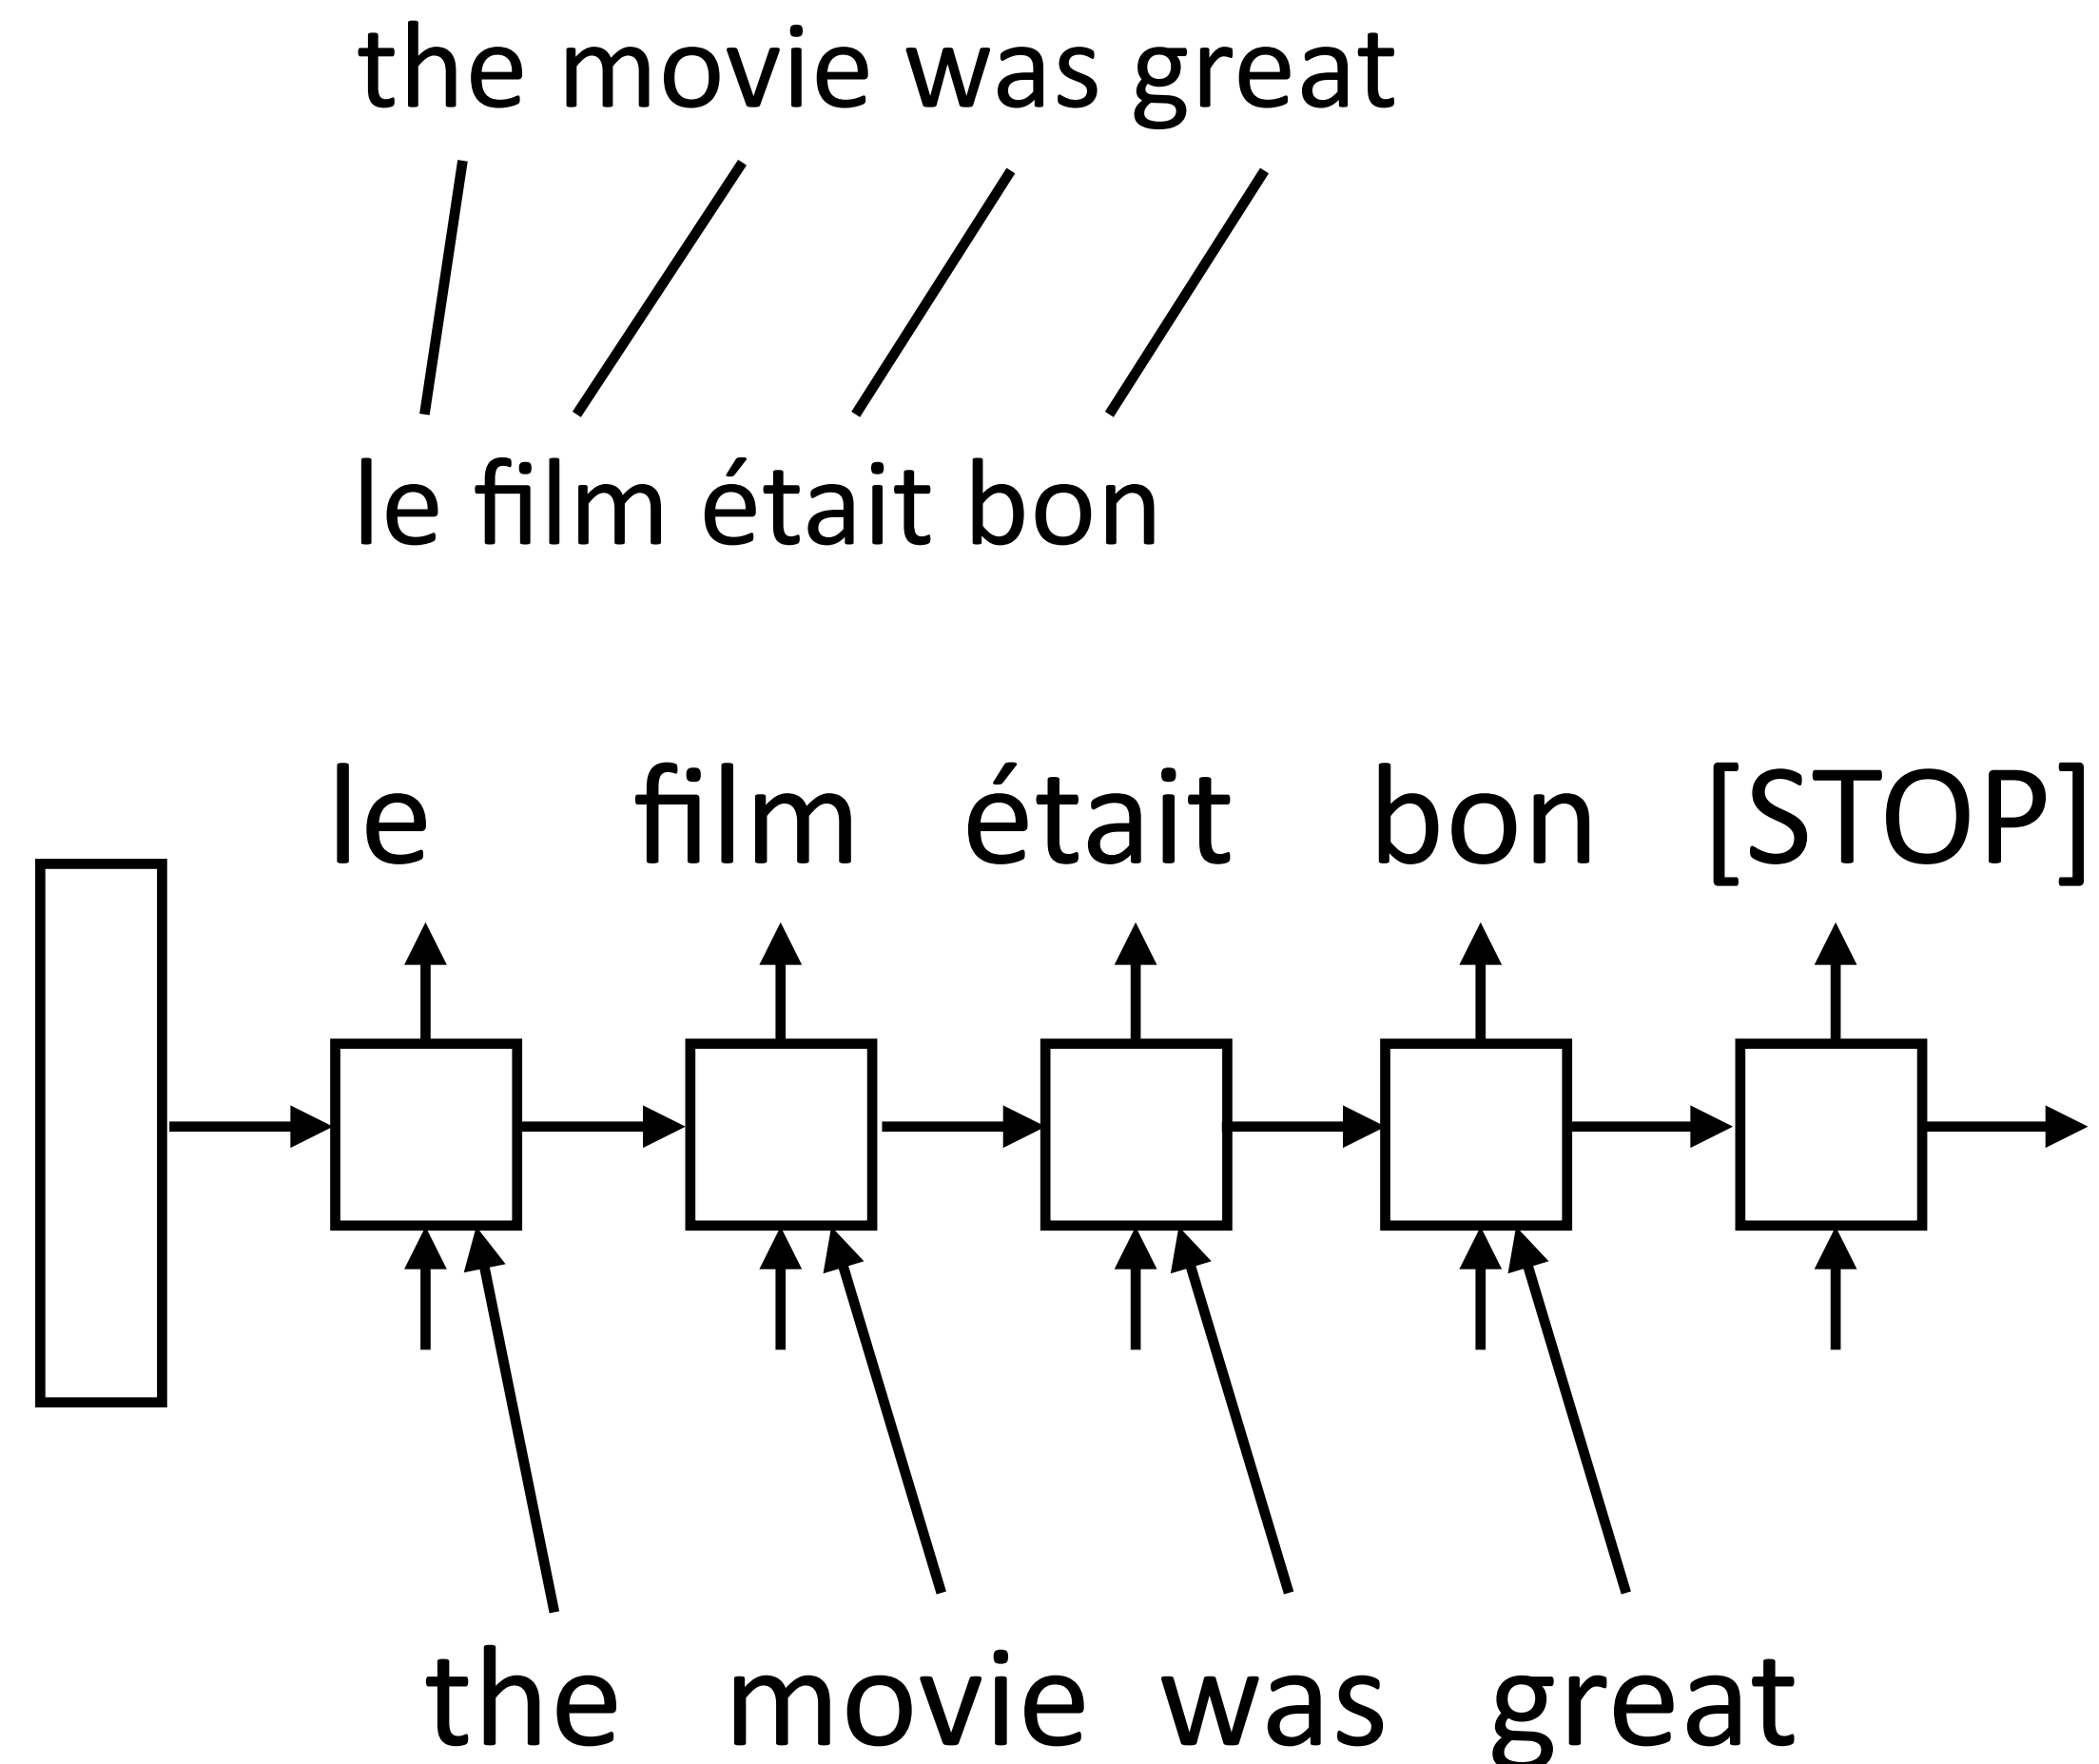 the movie was great
le film était bon
le film était bon [STOP]
the movie was great